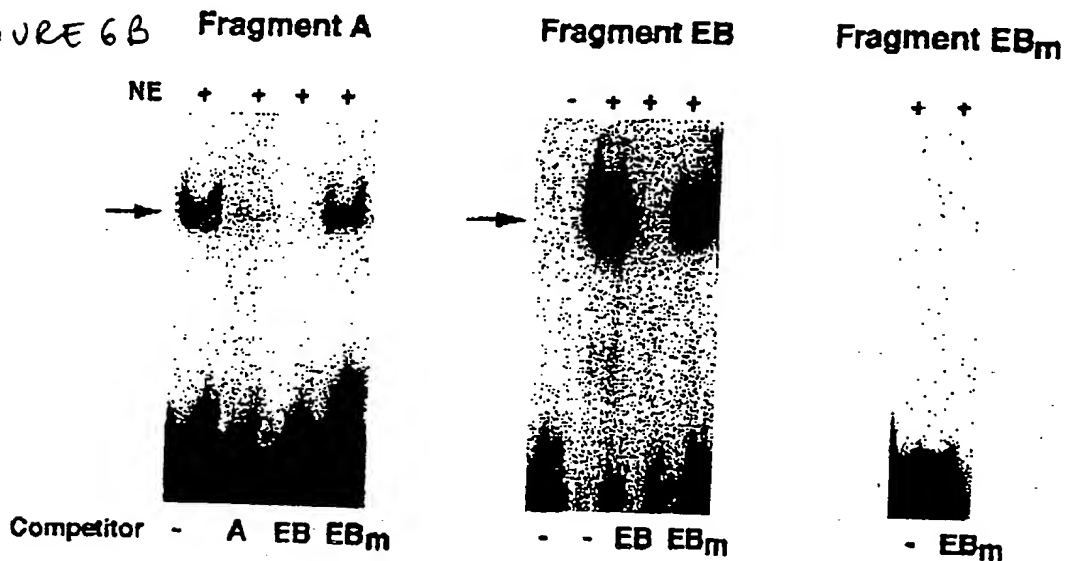 URE 6B
Fragment A
Fragment EB
Fragment EBm
NE + + + +
- + + +
+ +
Competitor - A EB EBm
- - EB EBm
- EBm